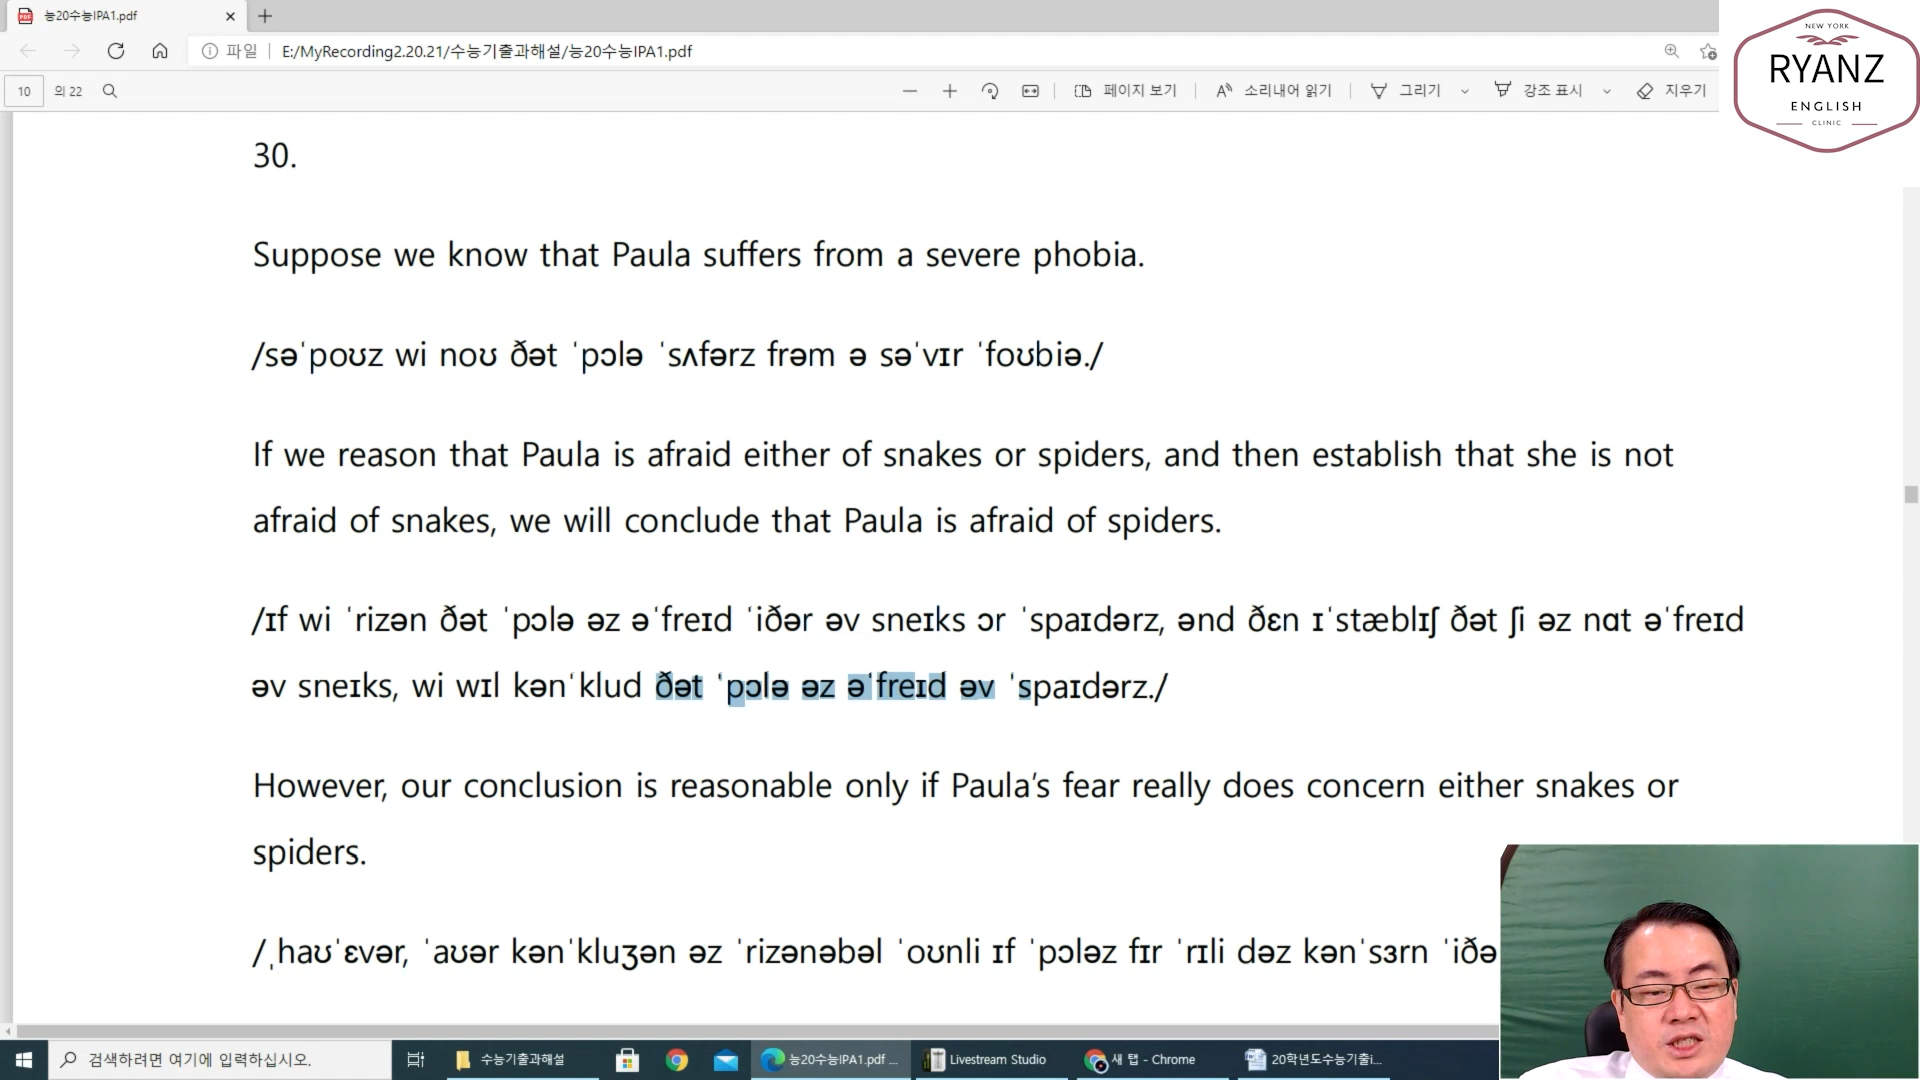 능20수능IPA1.pdf
파일 E:/MyRecording2.20.21/수능기출과해설/능20수능IPA1.pdf
10 의 22 페이지 보기 소리내어 읽기 그리기 강조 표시 지우기
NEW YORK
RYANZ
ENGLISH
CLINIC
30.
Suppose we know that Paula suffers from a severe phobia.
/səˈpoʊz wi noʊ ðət ˈpɔlə ˈsʌfərz frəm ə səˈvɪr ˈfoʊbiə./
If we reason that Paula is afraid either of snakes or spiders, and then establish that she is not
afraid of snakes, we will conclude that Paula is afraid of spiders.
/ɪf wi ˈrizən ðət ˈpɔlə əz əˈfreɪd ˈiðər əv sneɪks ɔr ˈspaɪdərz, ənd ðɛn ɪˈstæblɪʃ ðət ʃi əz nɑt əˈfreɪd
əv sneɪks, wi wɪl kənˈklud ðət ˈpɔlə əz əˈfreɪd əv ˈspaɪdərz./
However, our conclusion is reasonable only if Paula’s fear really does concern either snakes or
spiders.
/ˌhaʊˈɛvər, ˈaʊər kənˈkluʒən əz ˈrizənəbəl ˈoʊnli ɪf ˈpɔləz fɪr ˈrɪli dəz kənˈsɜrn ˈiðə
검색하려면 여기에 입력하십시오. 수능기출과해설 능20수능IPA1.pdf ... Livestream Studio 새 탭 - Chrome 20학년도수능기출i...